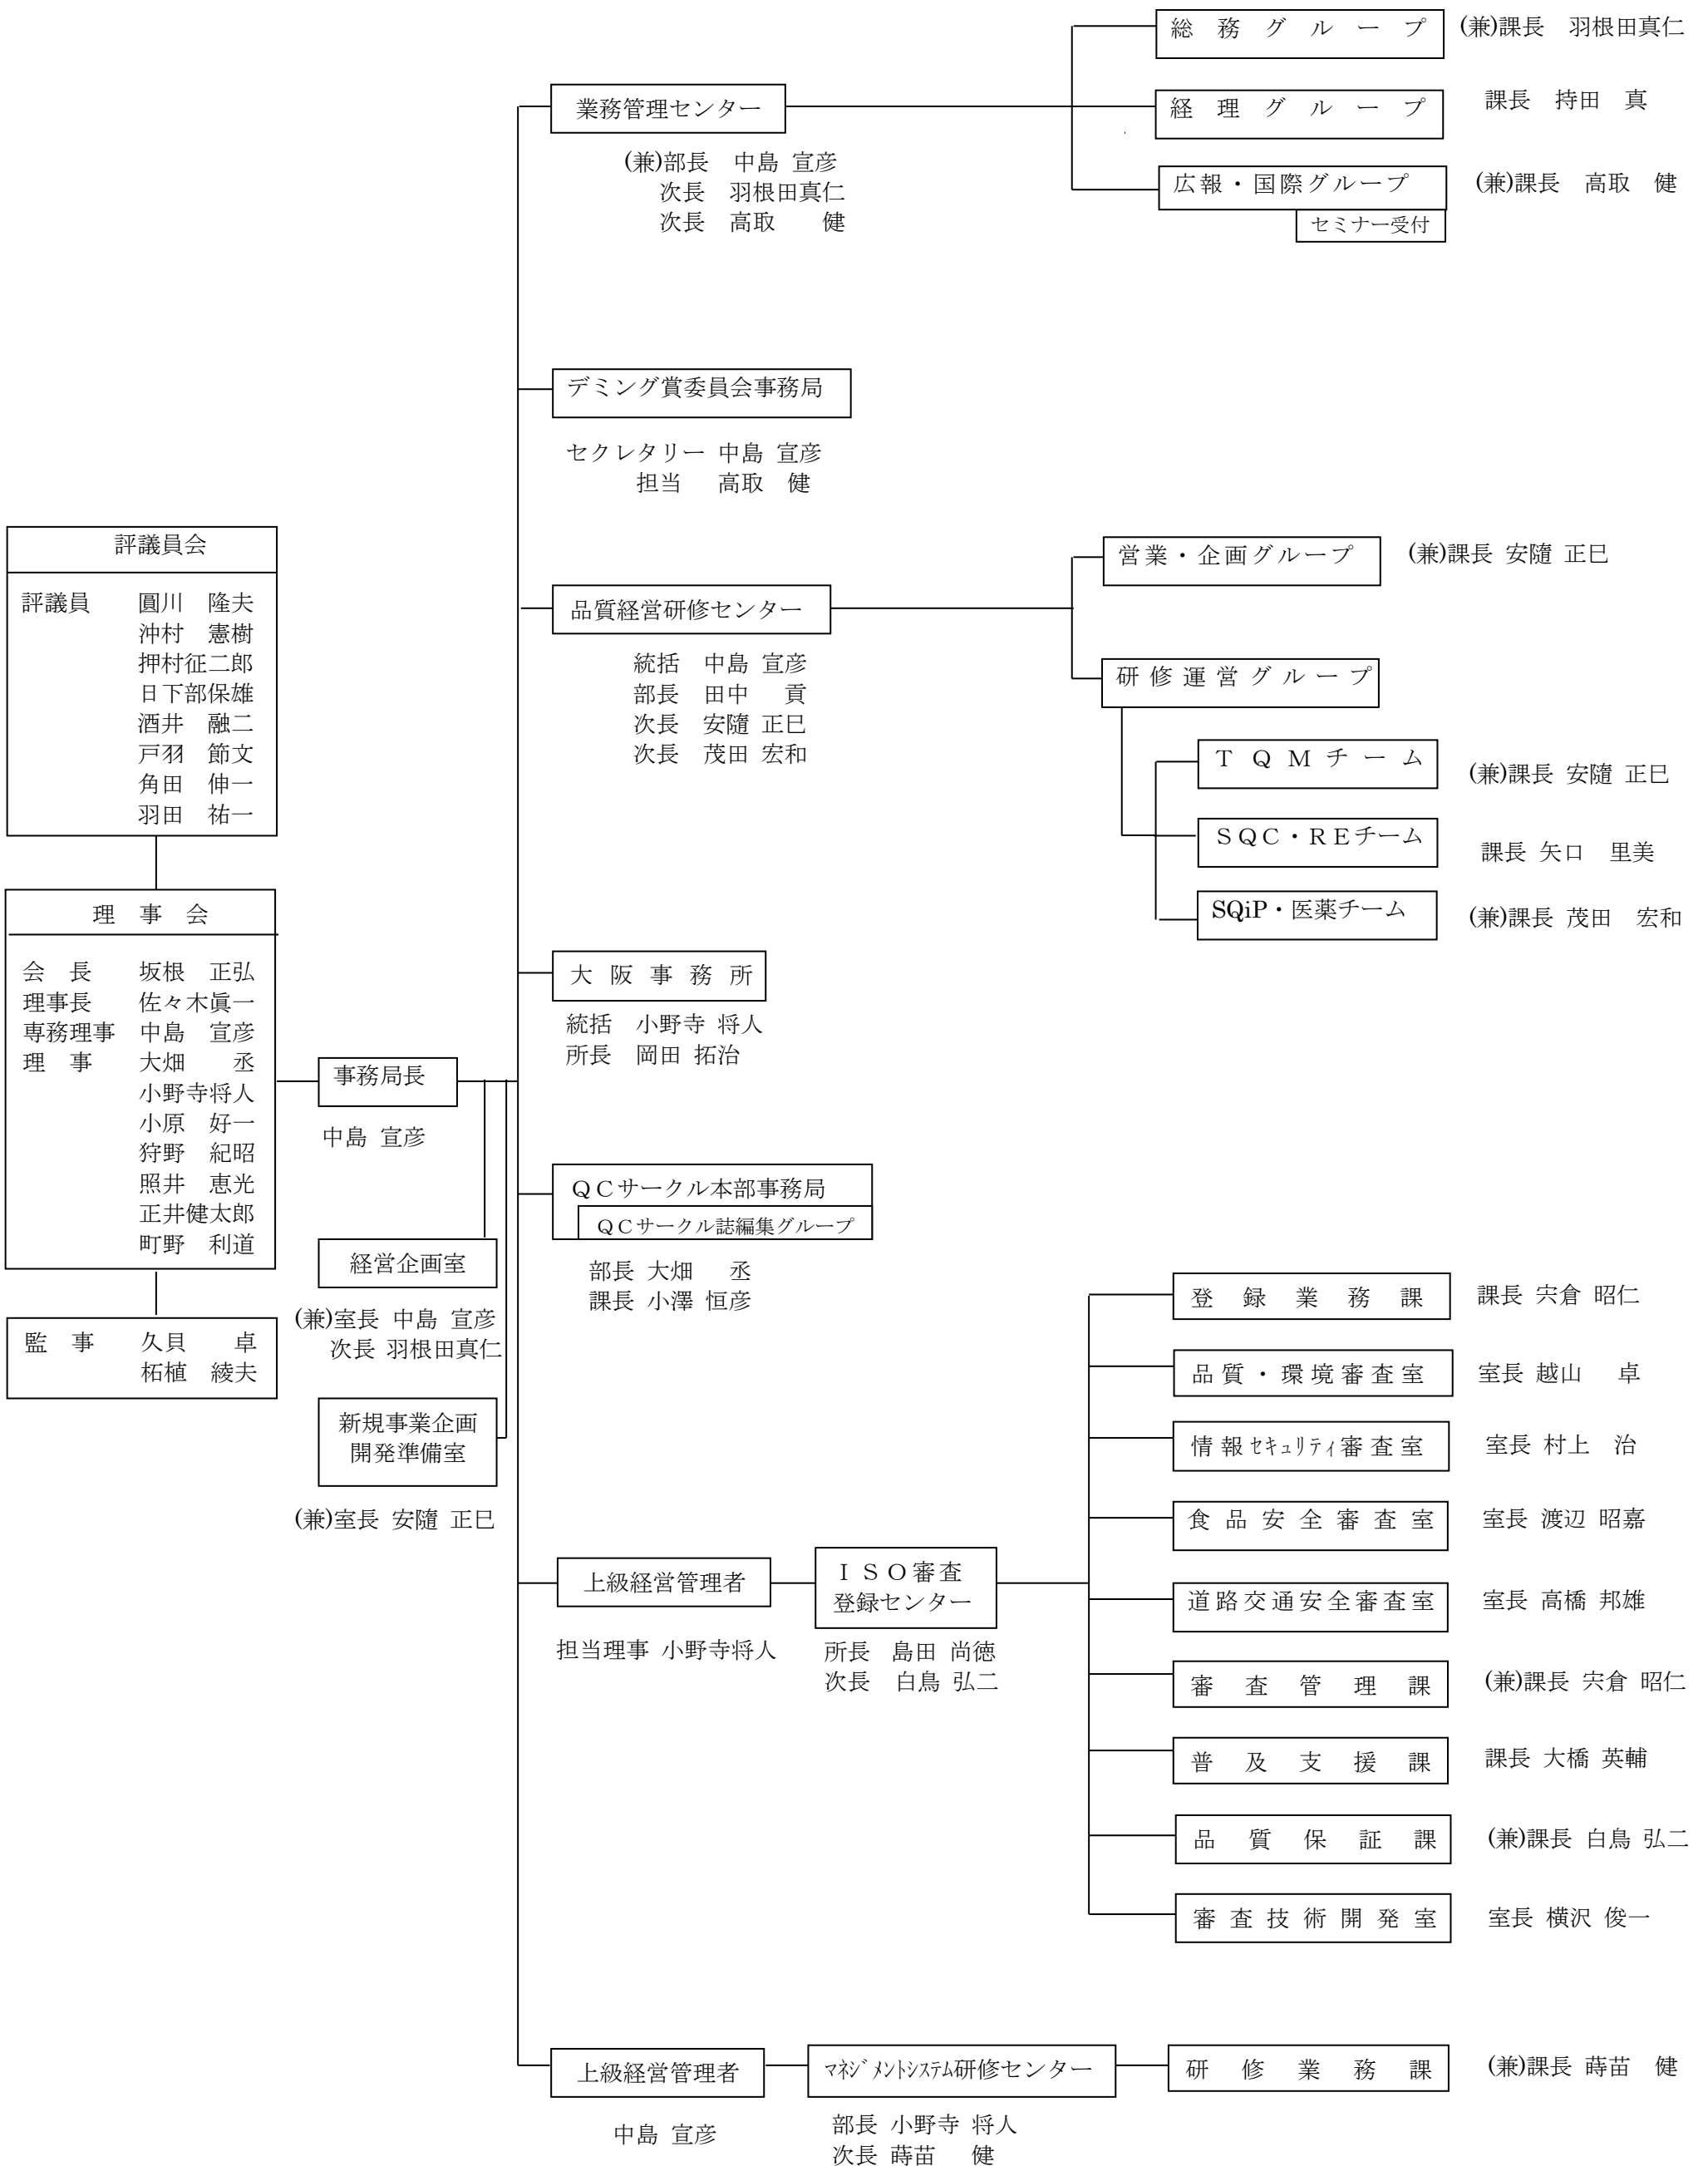 総務グループ (兼)課長 羽根田真仁
業務管理センター
経理グループ 課長 持田 真
(兼)部長 中島 宣彦
次長 羽根田真仁
次長 高取 健
広報・国際グループ (兼)課長 高取 健
セミナー受付
デミング賞委員会事務局
セクレタリー 中島 宣彦
担当 高取 健
評議員会
評議員 圓川 隆夫
沖村 憲樹
押村征二郎
日下部保雄
酒井 融二
戸羽 節文
角田 伸一
羽田 祐一
品質経営研修センター
統括 中島 宣彦
部長 田中 貢
次長 安隨 正巳
次長 茂田 宏和
営業・企画グループ (兼)課長 安隨 正巳
研修運営グループ
TQMチーム (兼)課長 安隨 正巳
SQC・REチーム 課長 矢口 里美
SQiP・医薬チーム (兼)課長 茂田 宏和
理事会
会長 坂根 正弘
理事長 佐々木眞一
専務理事 中島 宣彦
理事 大畑 丞
小野寺将人
小原 好一
狩野 紀昭
照井 恵光
正井健太郎
町野 利道
監事 久貝 卓
柘植 綾夫
事務局長
中島 宣彦
経営企画室
(兼)室長 中島 宣彦
次長 羽根田真仁
新規事業企画
開発準備室
(兼)室長 安隨 正巳
大阪事務所
統括 小野寺 将人
所長 岡田 拓治
QCサークル本部事務局
QCサークル誌編集グループ
部長 大畑 丞
課長 小澤 恒彦
上級経営管理者
担当理事 小野寺将人
ISO審査
登録センター
所長 島田 尚徳
次長 白鳥 弘二
登録業務課 課長 宍倉 昭仁
品質・環境審査室 室長 越山 卓
情報セキュリティ審査室 室長 村上 治
食品安全審査室 室長 渡辺 昭嘉
道路交通安全審査室 室長 高橋 邦雄
審査管理課 (兼)課長 宍倉 昭仁
普及支援課 課長 大橋 英輔
品質保証課 (兼)課長 白鳥 弘二
審査技術開発室 室長 横沢 俊一
上級経営管理者
中島 宣彦
マネジメントシステム研修センター
部長 小野寺 将人
次長 蒔苗 健
研修業務課 (兼)課長 蒔苗 健